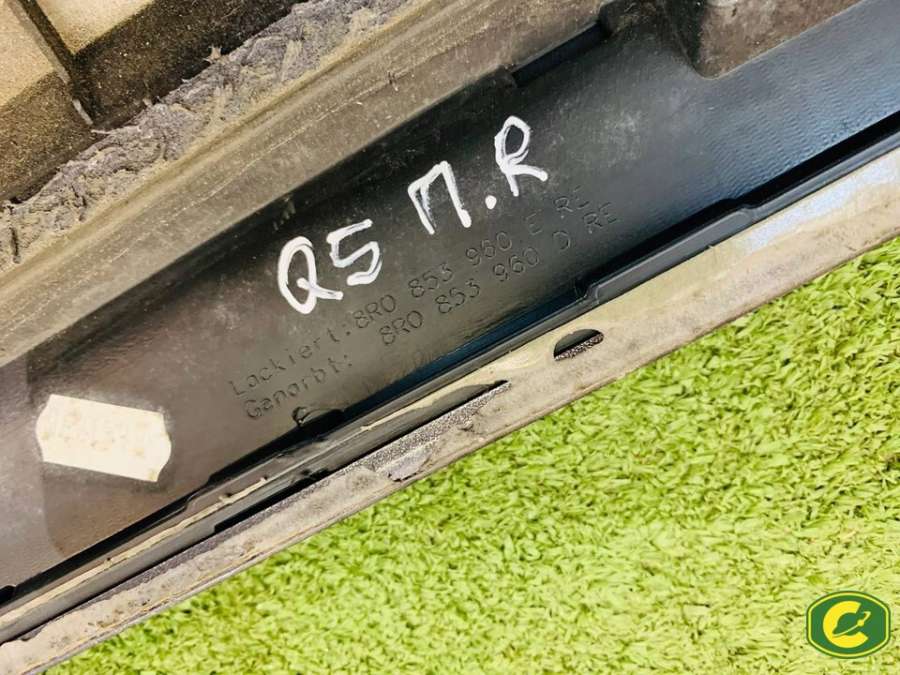 Q5 П.R
Lackiert: 8R0 853 960 E RE
Genarbt: 8R0 853 960 D RE
C